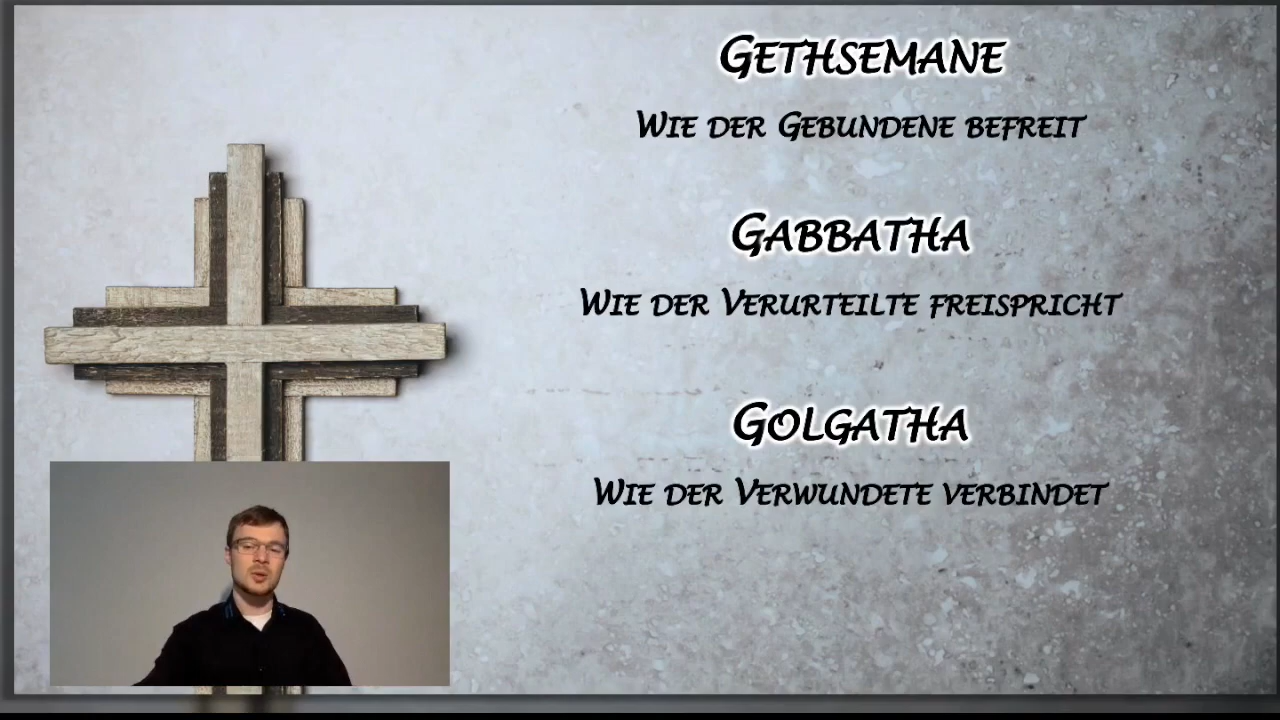 Gethsemane
Wie der Gebundene befreit
Gabbatha
Wie der Verurteilte freispricht
Golgatha
Wie der Verwundete verbindet